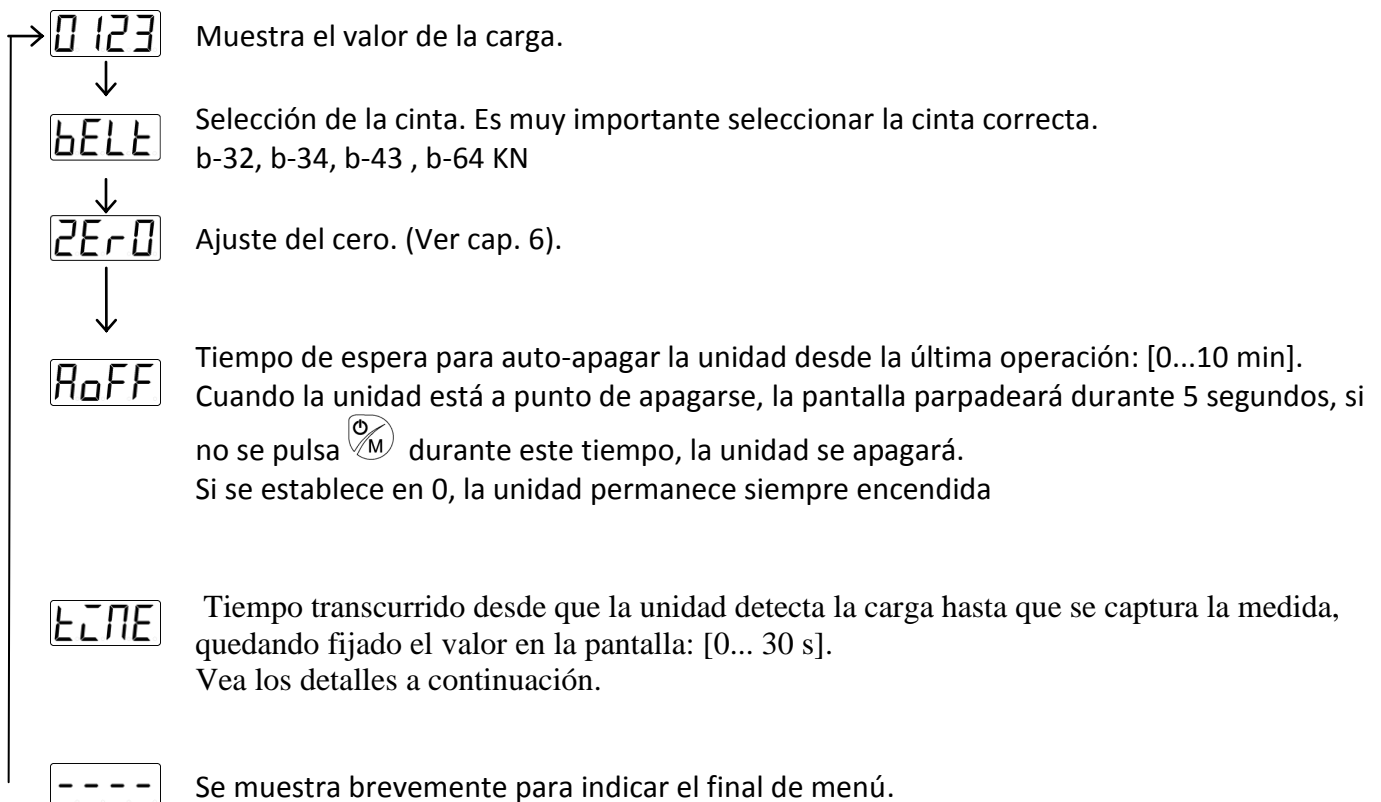 0123 Muestra el valor de la carga.
bELt Selección de la cinta. Es muy importante seleccionar la cinta correcta.
b-32, b-34, b-43 , b-64 KN
ZErO Ajuste del cero. (Ver cap. 6).
AoFF Tiempo de espera para auto-apagar la unidad desde la última operación: [0...10 min].
Cuando la unidad está a punto de apagarse, la pantalla parpadeará durante 5 segundos, si
no se pulsa ⏻/M durante este tiempo, la unidad se apagará.
Si se establece en 0, la unidad permanece siempre encendida
tiME Tiempo transcurrido desde que la unidad detecta la carga hasta que se captura la medida,
quedando fijado el valor en la pantalla: [0... 30 s].
Vea los detalles a continuación.
---- Se muestra brevemente para indicar el final de menú.